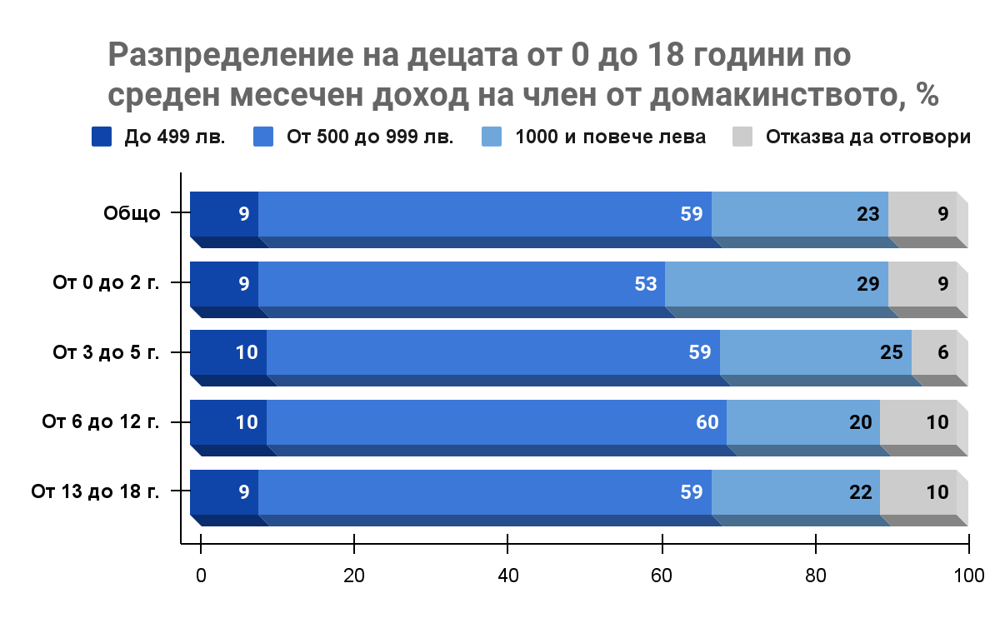 Разпределение на децата от 0 до 18 години по
среден месечен доход на член от домакинството, %
До 499 лв. От 500 до 999 лв. 1000 и повече лева Отказва да отговори
Общо 9 59 23 9
От 0 до 2 г. 9 53 29 9
От 3 до 5 г. 10 59 25 6
От 6 до 12 г. 10 60 20 10
От 13 до 18 г. 9 59 22 10
0 20 40 60 80 100